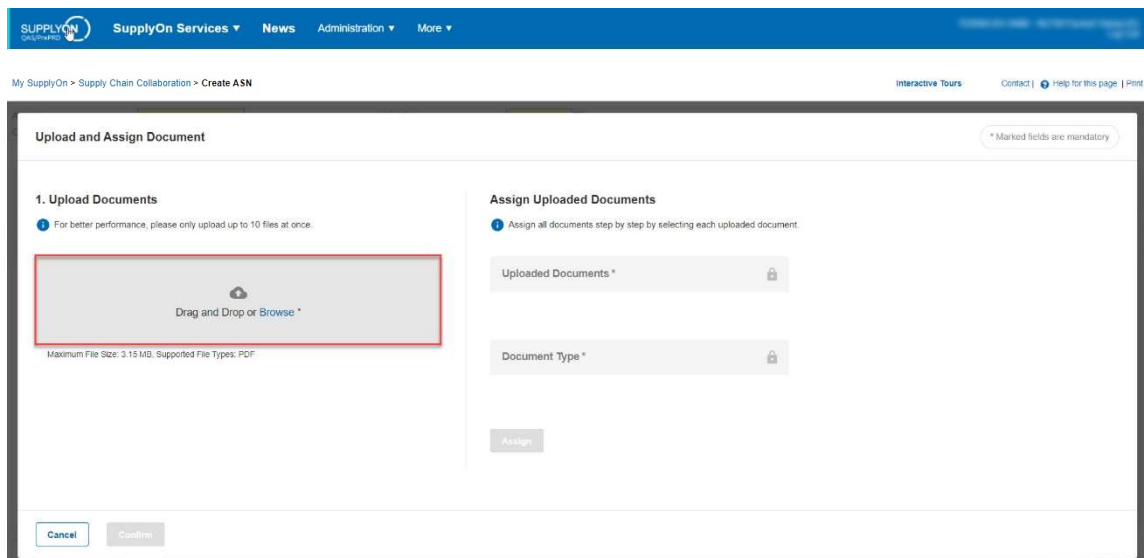 SUPPLYON
QAS/PrePRD
SupplyOn Services ▾ News Administration ▾ More ▾
My SupplyOn > Supply Chain Collaboration > Create ASN
Interactive Tours Contact | Help for this page | Print
Upload and Assign Document
* Marked fields are mandatory
1. Upload Documents
For better performance, please only upload up to 10 files at once.
Drag and Drop or Browse *
Maximum File Size: 3.15 MB, Supported File Types: PDF
Assign Uploaded Documents
Assign all documents step by step by selecting each uploaded document.
Uploaded Documents *
Document Type *
Assign
Cancel Confirm